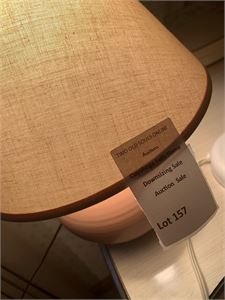 TWO OLD SOULS ONLINE
Auctions
Downsizing Sale
Auction Sale
Lot 157